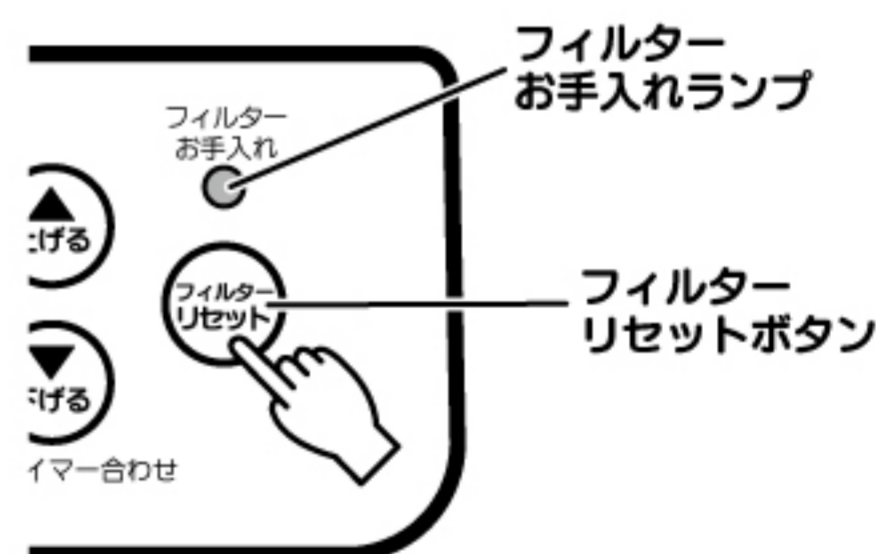 フィルター
お手入れランプ
フィルター
お手入れ
げる
フィルター
リセット
フィルター
リセットボタン
げる
イマー合わせ